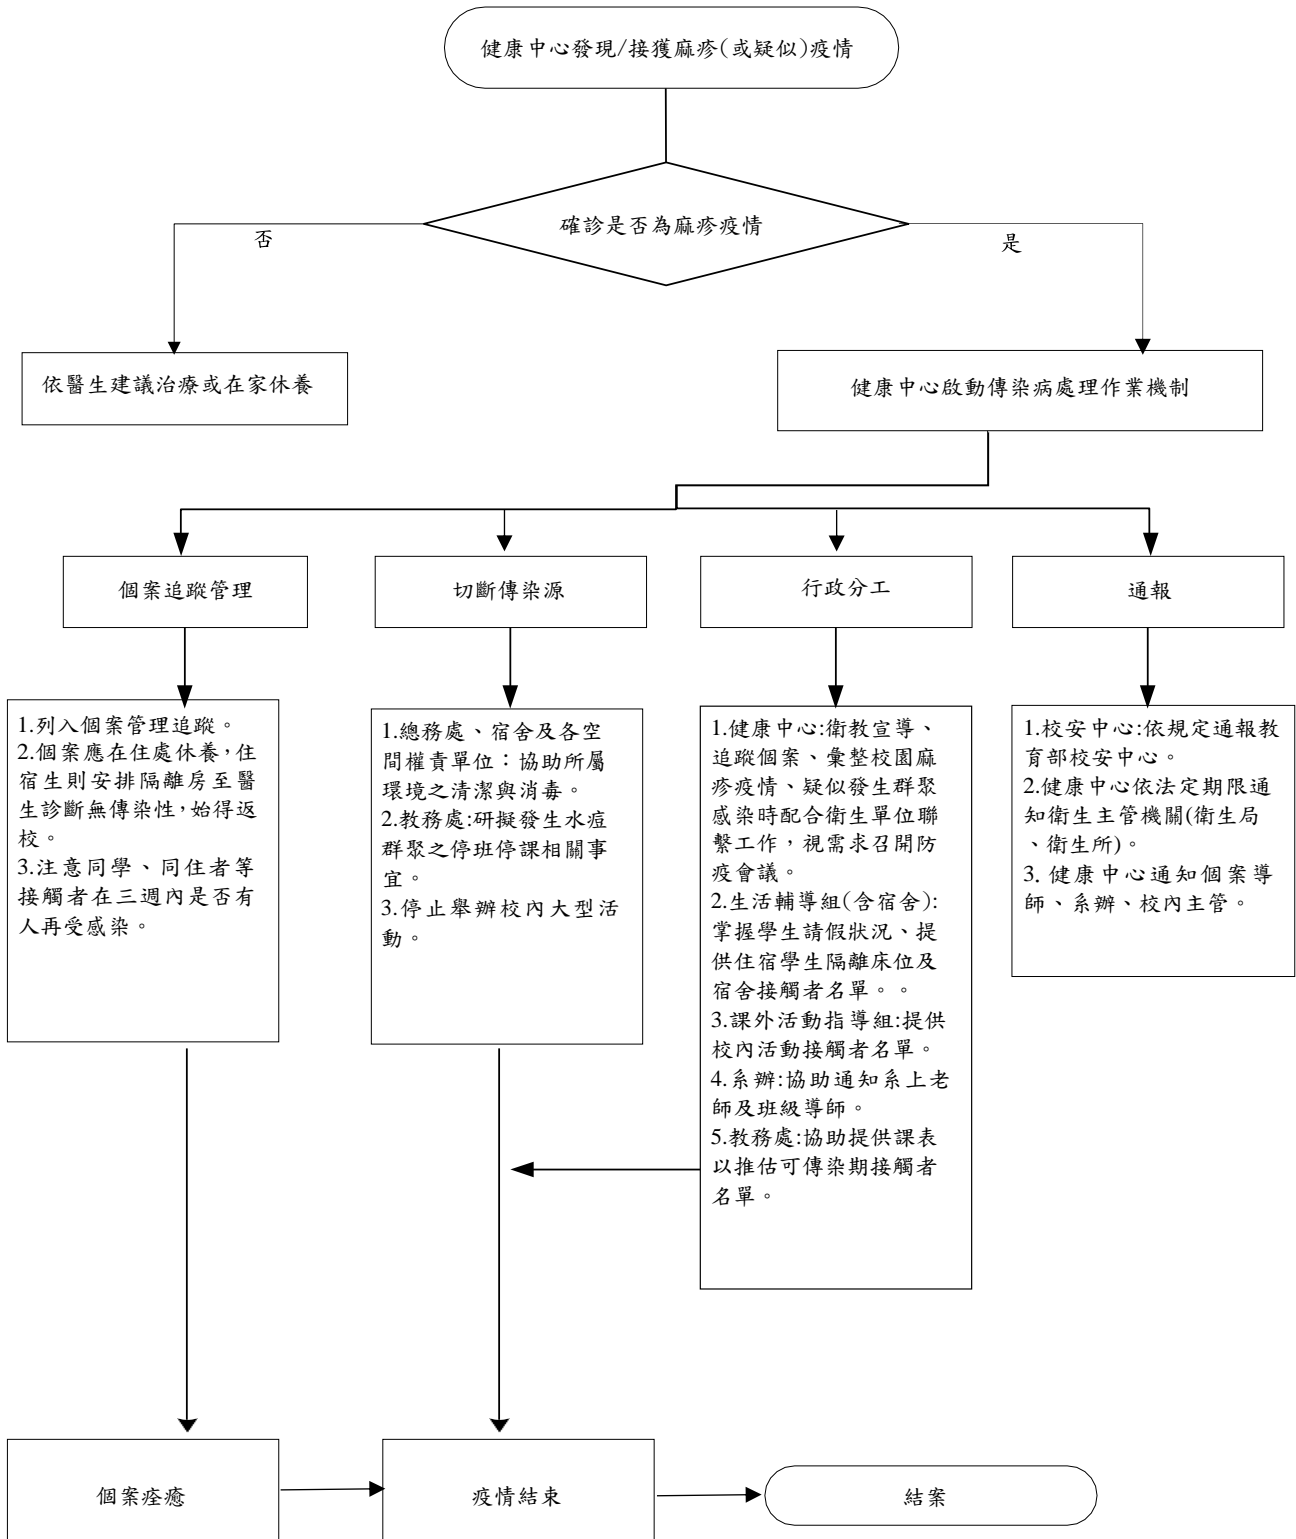 健康中心發現/接獲麻疹(或疑似)疫情
確診是否為麻疹疫情
否
是
依醫生建議治療或在家休養
健康中心啟動傳染病處理作業機制
個案追蹤管理
切斷傳染源
行政分工
通報
1.列入個案管理追蹤。
2.個案應在住處休養,住
宿生則安排隔離房至醫
生診斷無傳染性,始得返
校。
3.注意同學、同住者等
接觸者在三週內是否有
人再受感染。
1.總務處、宿舍及各空
間權責單位：協助所屬
環境之清潔與消毒。
2.教務處:研擬發生水痘
群聚之停班停課相關事
宜。
3.停止舉辦校內大型活
動。
1.健康中心:衛教宣導、
追蹤個案、彙整校園麻
疹疫情、疑似發生群聚
感染時配合衛生單位聯
繫工作，視需求召開防
疫會議。
2.生活輔導組(含宿舍):
掌握學生請假狀況、提
供住宿學生隔離床位及
宿舍接觸者名單。。
3.課外活動指導組:提供
校內活動接觸者名單。
4.系辦:協助通知系上老
師及班級導師。
5.教務處:協助提供課表
以推估可傳染期接觸者
名單。
1.校安中心:依規定通報教
育部校安中心。
2.健康中心依法定期限通
知衛生主管機關(衛生局
、衛生所)。
3. 健康中心通知個案導
師、系辦、校內主管。
個案痊癒
疫情結束
結案